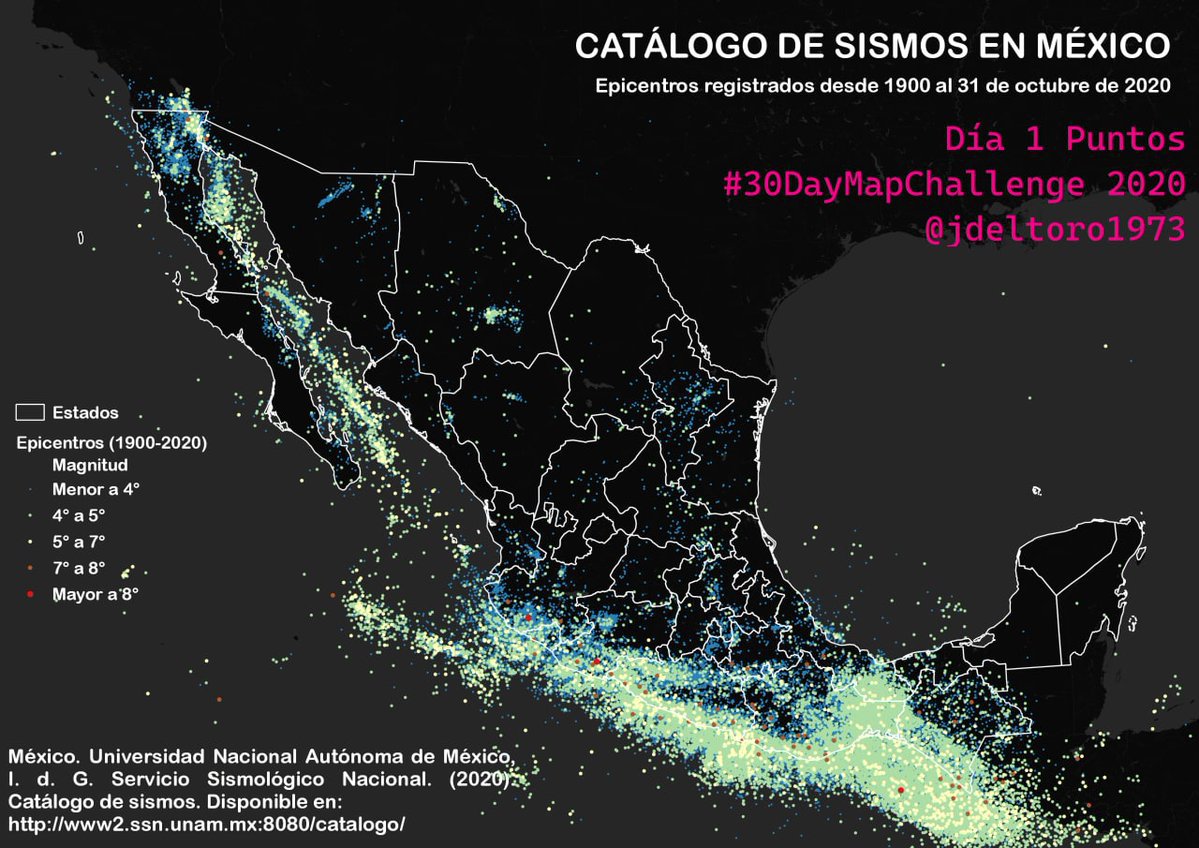 CATÁLOGO DE SISMOS EN MÉXICO
Epicentros registrados desde 1900 al 31 de octubre de 2020
Día 1 Puntos
#30DayMapChallenge 2020
@jdeltoro1973
Estados
Epicentros (1900-2020)
Magnitud
Menor a 4°
4° a 5°
5° a 7°
7° a 8°
Mayor a 8°
México. Universidad Nacional Autónoma de México,
I. d. G. Servicio Sismológico Nacional. (2020).
Catálogo de sismos. Disponible en:
http://www2.ssn.unam.mx:8080/catalogo/